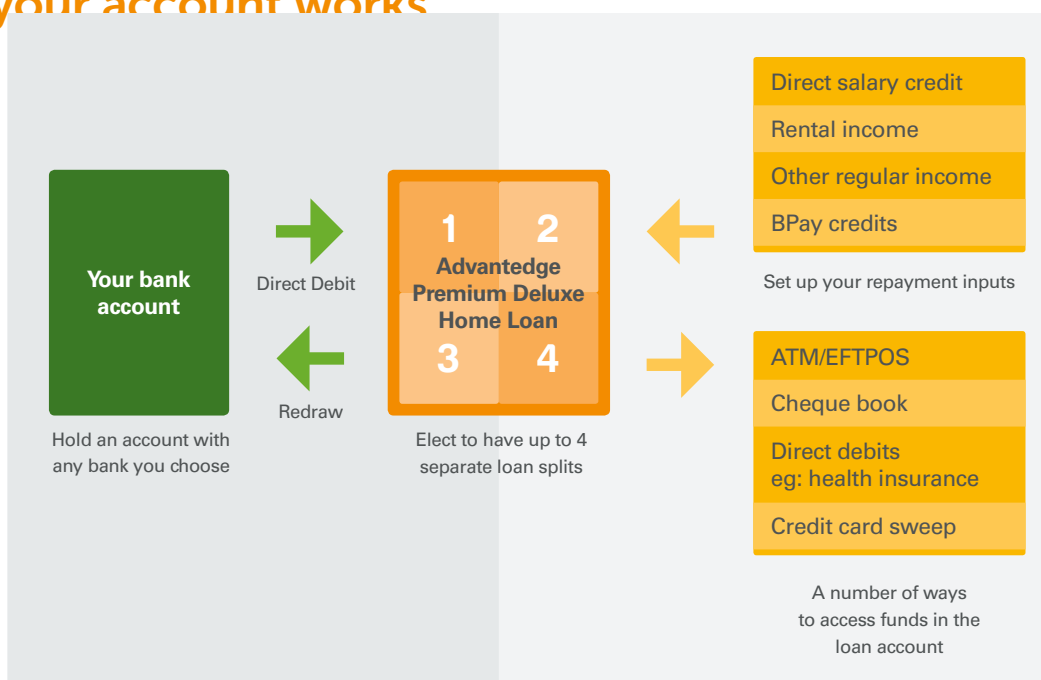 your account works
Your bank
account
Hold an account with
any bank you choose
Direct Debit
Redraw
1 2
Advantedge
Premium Deluxe
Home Loan
3 4
Elect to have up to 4
separate loan splits
Direct salary credit
Rental income
Other regular income
BPay credits
Set up your repayment inputs
ATM/EFTPOS
Cheque book
Direct debits
eg: health insurance
Credit card sweep
A number of ways
to access funds in the
loan account